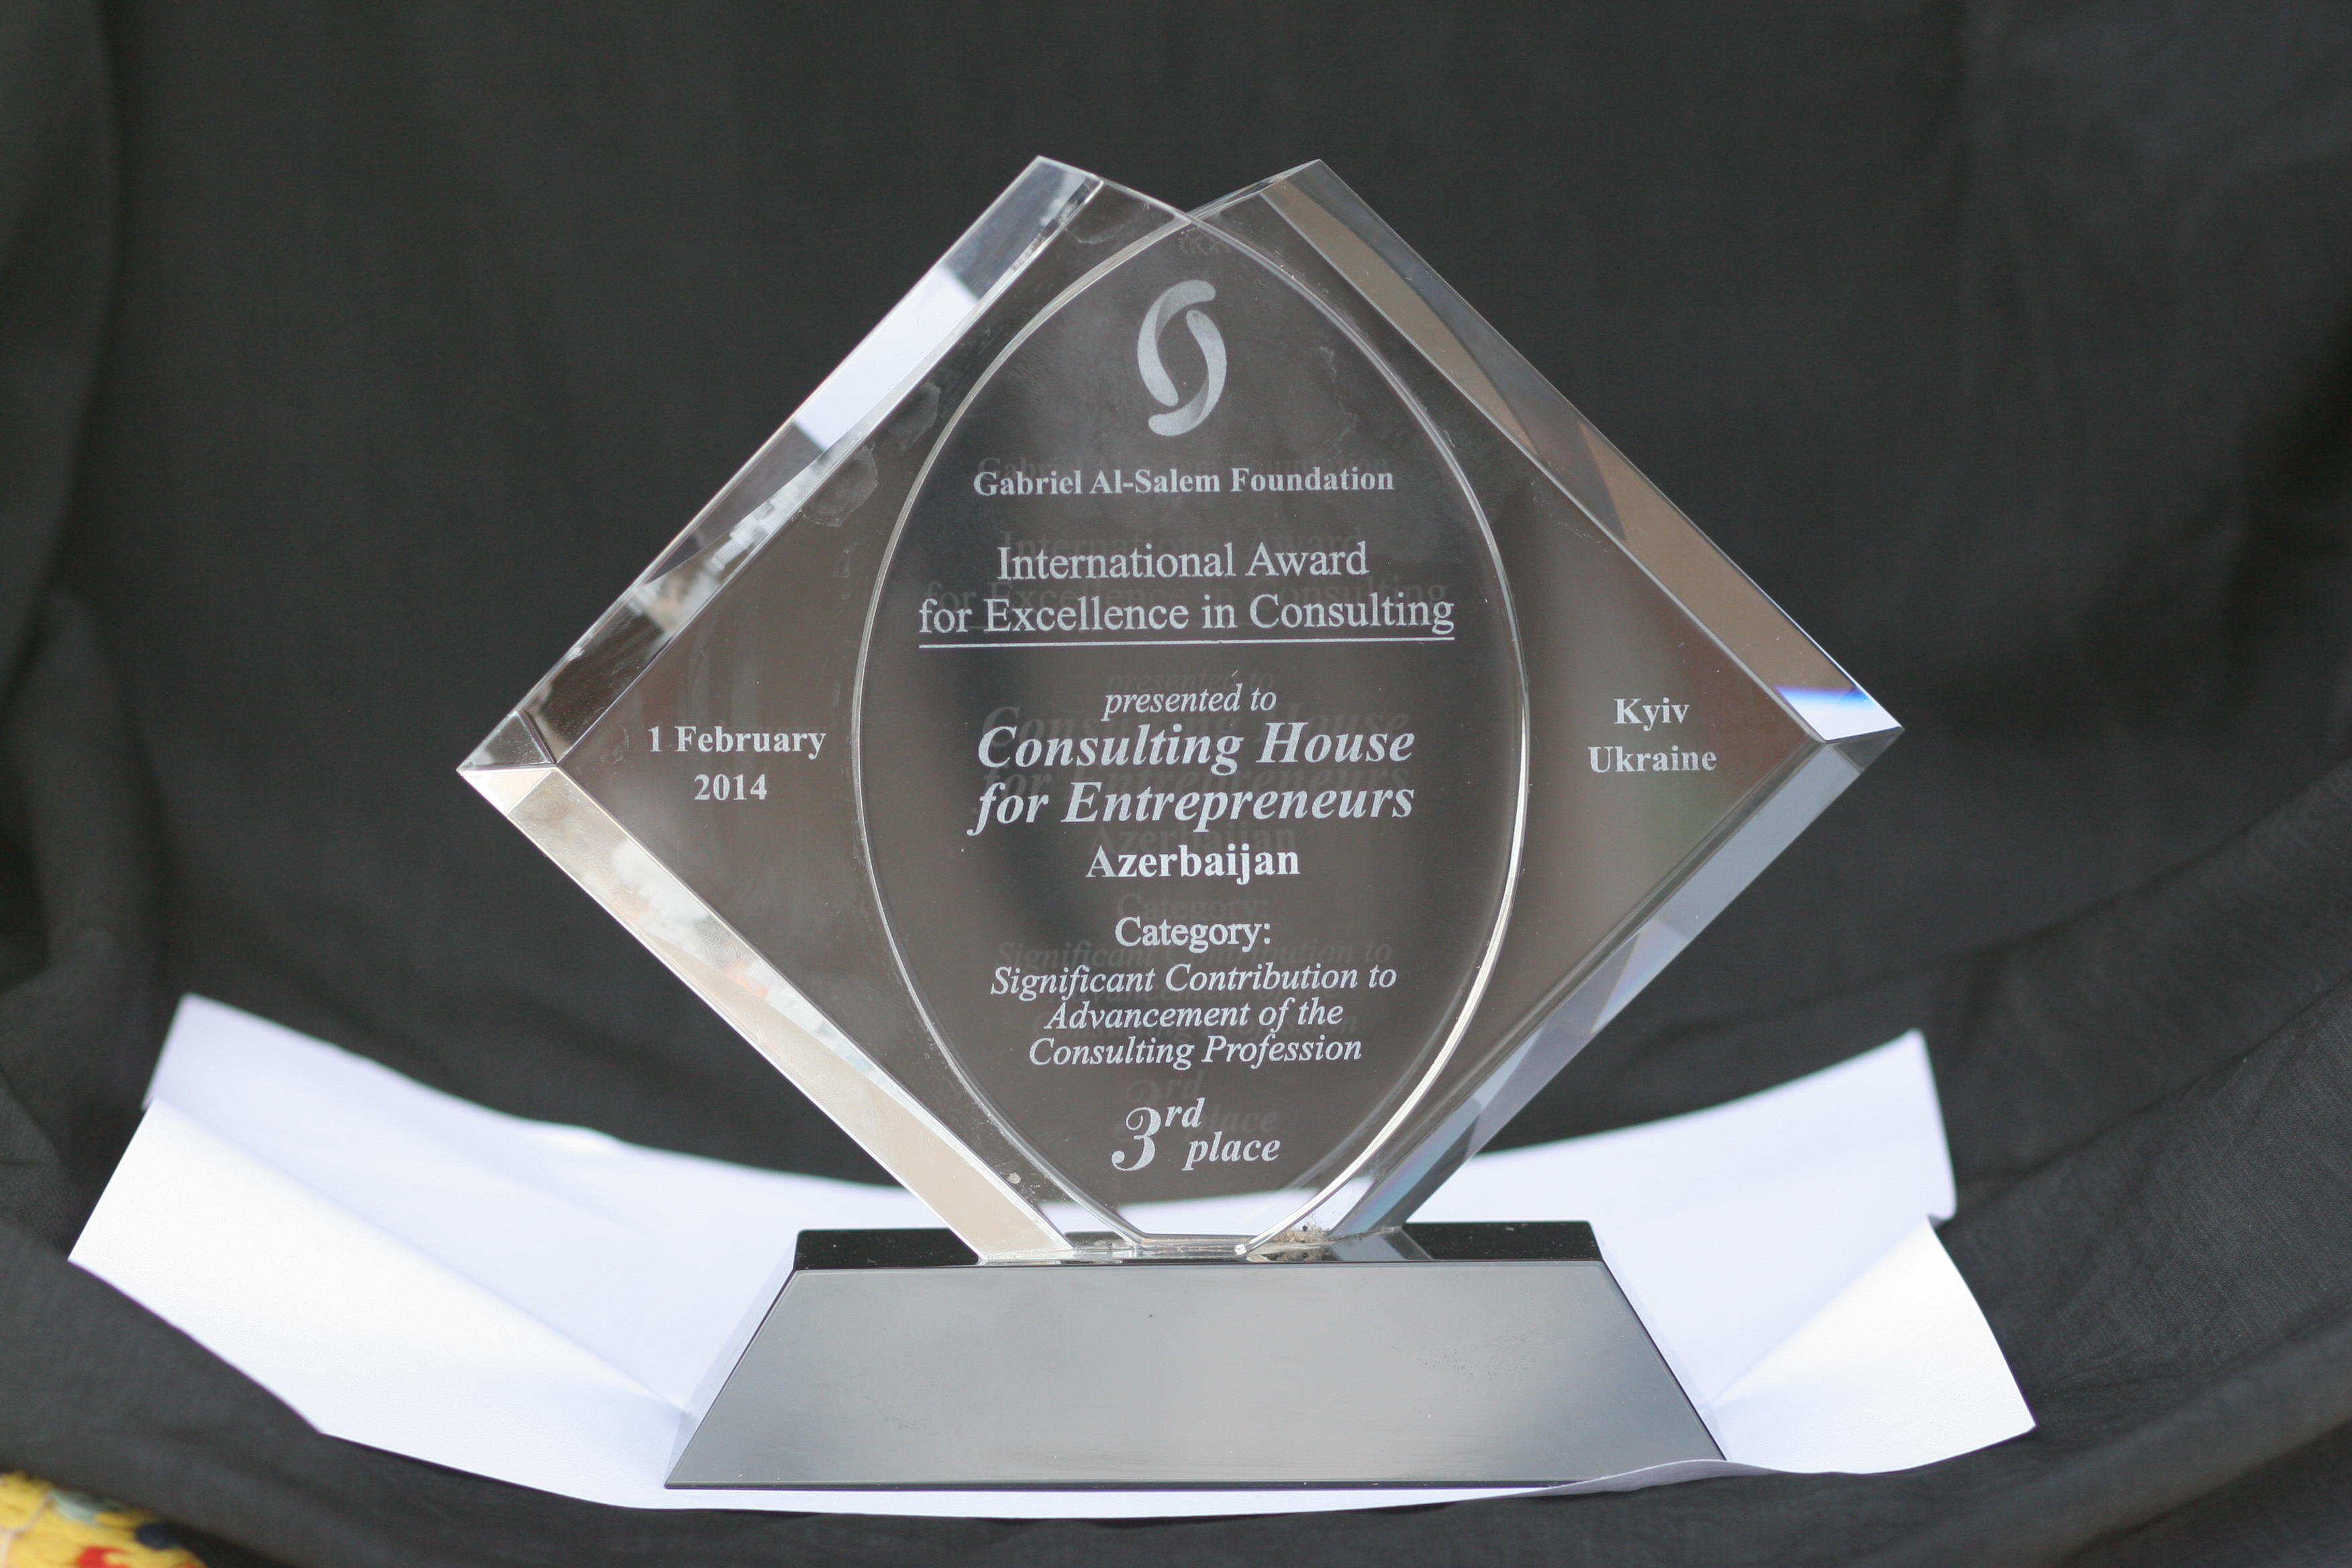 Gabriel Al-Salem Foundation
International Award
for Excellence in Consulting
presented to
Consulting House
for Entrepreneurs
Azerbaijan
Category:
Significant Contribution to
Advancement of the
Consulting Profession
3rd place
1 February
2014
Kyiv
Ukraine